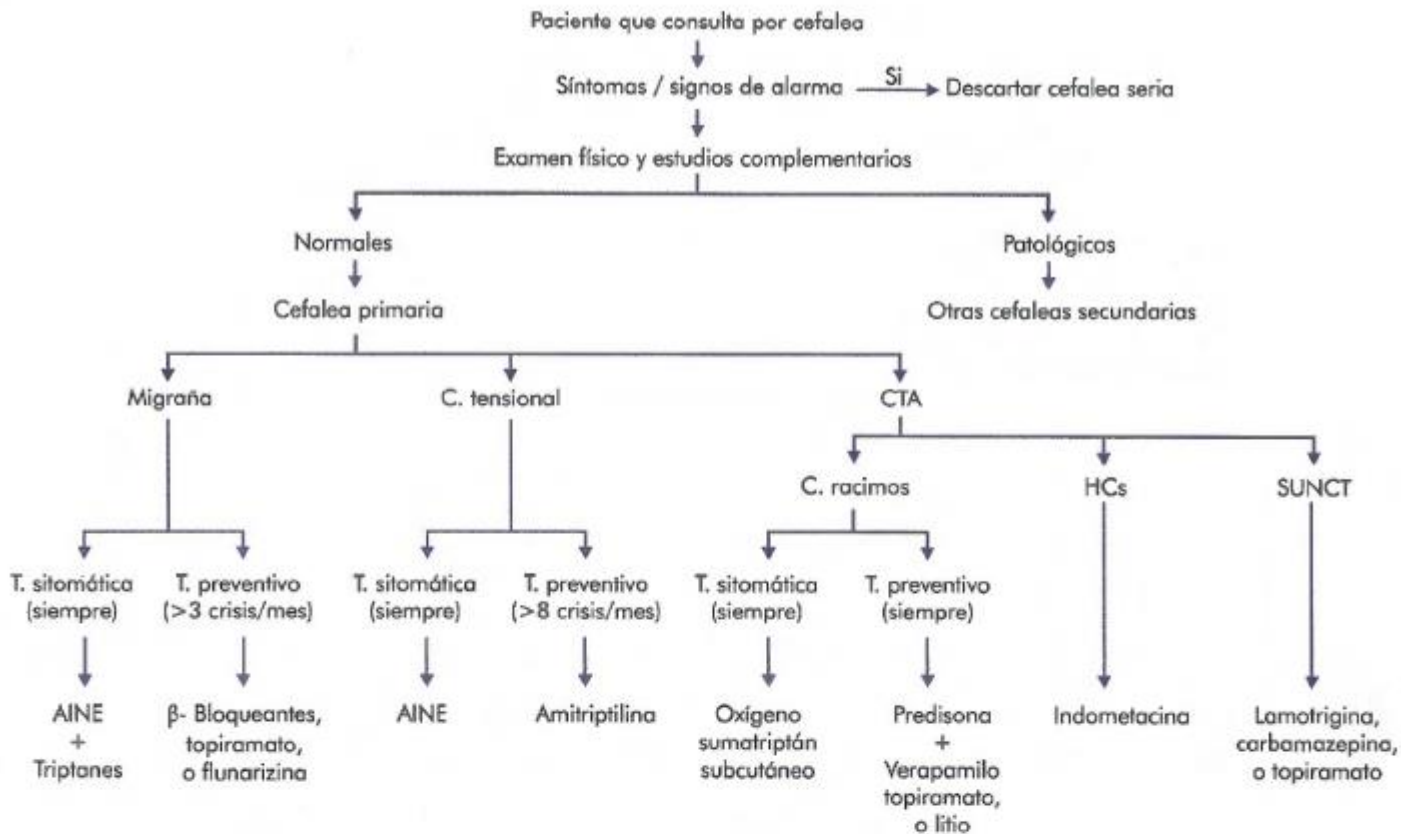 Paciente que consulta por cefalea
Síntomas / signos de alarma
Si
Descartar cefalea seria
Examen físico y estudios complementarios
Normales
Patológicos
Cefalea primaria
Otras cefaleas secundarias
Migraña
C. tensional
CTA
C. racimos
HCs
SUNCT
T. sitomática
(siempre)
T. preventivo
(>3 crisis/mes)
T. sitomática
(siempre)
T. preventivo
(>8 crisis/mes)
T. sitomática
(siempre)
T. preventivo
(siempre)
AINE
+
Triptanes
β- Bloqueantes,
topiramato,
o flunarizina
AINE
Amitriptilina
Oxígeno
sumatriptán
subcutáneo
Predisona
+
Verapamilo
topiramato,
o litio
Indometacina
Lamotrigina,
carbamazepina,
o topiramato